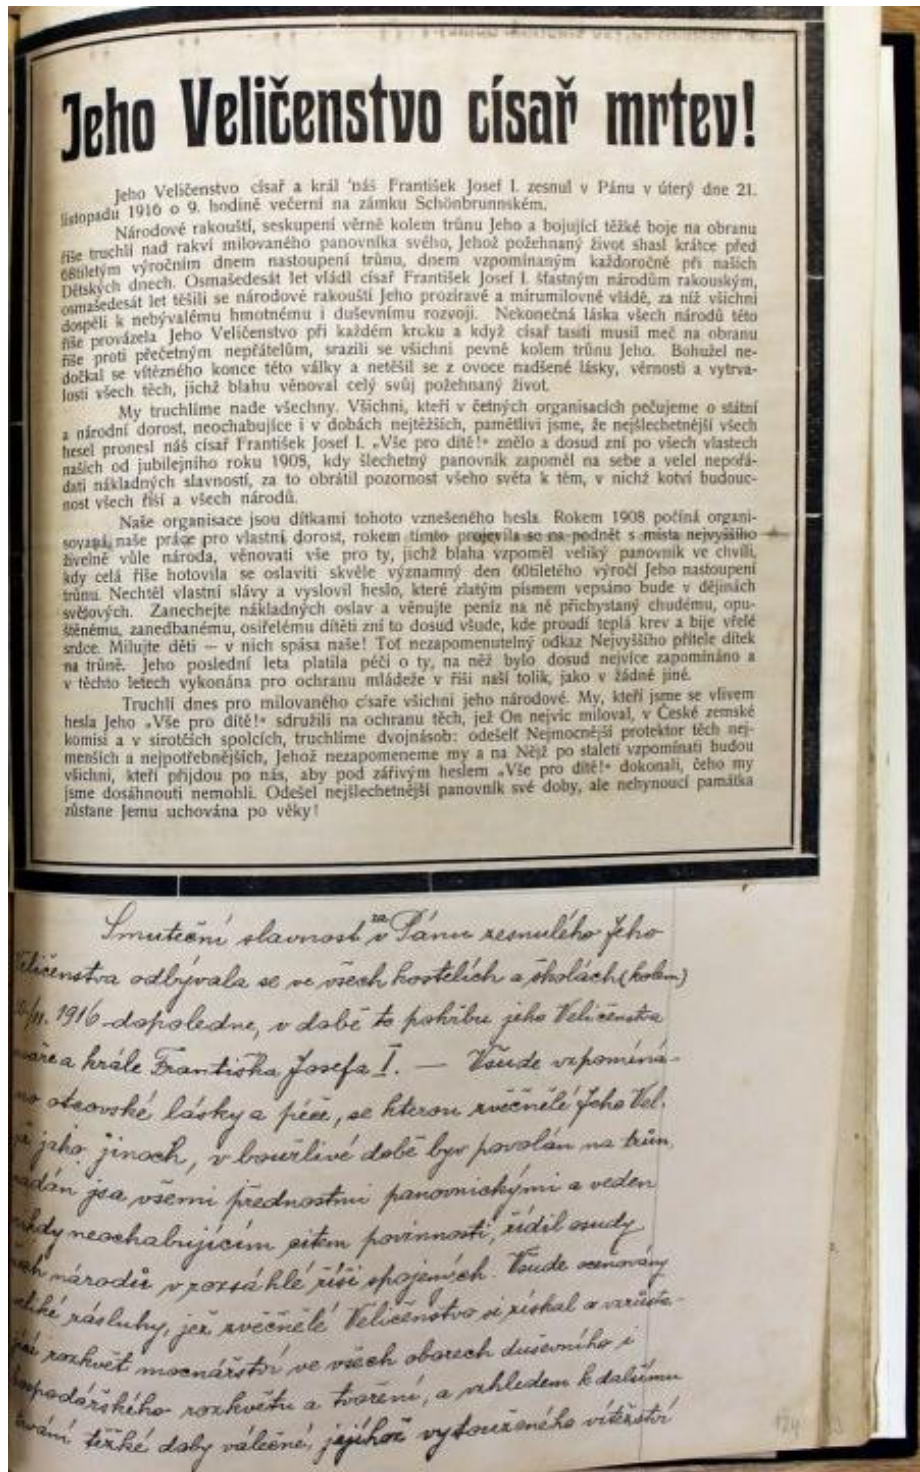 Jeho Veličenstvo císař mrtev!
Jeho Veličenstvo císař a král náš František Josef I. zesnul v Pánu v úterý dne 21.
listopadu 1916 o 9. hodině večerní na zámku Schönbrunnském.
Národové rakouští, seskupení věrně kolem trůnu Jeho a bojující těžké boje na obranu
říše truchlí nad rakví milovaného panovníka svého, Jehož požehnaný život shasl krátce před
68tiletým výročním dnem nastoupení trůnu, dnem vzpomínaným každoročně při našich
Dětských dnech. Osmašedesát let vládl císař František Josef I. šťastným národům rakouským,
osmašedesát let těšili se národové rakouští Jeho prozíravé a mírumilovné vládě, za níž všichni
dospěli k nebývalému hmotnému i duševnímu rozvoji. Nekonečná láska všech národů této
říše provázela Jeho Veličenstvo při každém kroku a když císař tasiti musil meč na obranu
říše proti přečetným nepřátelům, srazili se všichni pevně kolem trůnu Jeho. Bohužel ne-
dočkal se vítězného konce této války a netěšil se z ovoce nadšené lásky, věrnosti a vytrva-
losti všech těch, jichž blahu věnoval celý svůj požehnaný život.
My truchlíme nade všechny. Všichni, kteří v četných organisacích pečujeme o státní
a národní dorost, neochabujíce i v dobách nejtěžších, pamětlivi jsme, že nejšlechetnější všech
hesel pronesl náš císař František Josef I. „Vše pro dítě!“ znělo a dosud zní po všech vlastech
našich od jubilejního roku 1908, kdy šlechetný panovník zapoměl na sebe a velel nepořá-
dati nákladných slavností, za to obrátil pozornost všeho světa k těm, v nichž kotví budouc-
nost všech říší a všech národů.
Naše organisace jsou dítkami tohoto vznešeného hesla. Rokem 1908 počíná organi-
sovaná naše práce pro vlastní dorost, rokem tímto projevila se na podnět s místa nejvyššího
živelně vůle národa, věnovati vše pro ty, jichž blaha vzpoměl veliký panovník ve chvíli,
kdy celá říše hotovila se oslaviti skvěle významný den 60tiletého výročí Jeho nastoupení
trůnu. Nechtěl vlastní slávy a vyslovil heslo, které zlatým písmem vepsáno bude v dějinách
světových. Zanechejte nákladných oslav a věnujte peníz na ně přichystaný chudému, opu-
štěnému, zanedbanému, osiřelému dítěti zní to dosud všude, kde proudí teplá krev a bije vřelé
srdce. Milujte děti — v nich spása naše! Toť nezapomenutelný odkaz Nejvyššího přítele dítek
na trůně. Jeho poslední leta platila péči o ty, na něž bylo dosud nejvíce zapomínáno a
v těchto letech vykonána pro ochranu mládeže v říši naší tolik, jako v žádné jiné.
Truchlí dnes pro milovaného císaře všichni jeho národové. My, kteří jsme se vlivem
hesla Jeho „Vše pro dítě!“ sdružili na ochranu těch, jež On nejvíc miloval, v České zemské
komisi a v sirotčích spolcích, truchlíme dvojnásob: odešelť Nejmocnější protektor těch nej-
menších a nejpotřebnějších, Jehož nezapomeneme my a na Nějž po staletí vzpomínati budou
všichni, kteří přijdou po nás, aby pod zářivým heslem „Vše pro dítě!“ dokonali, čeho my
jsme dosáhnouti nemohli. Odešel nejšlechetnější panovník své doby, ale nehynoucí památka
zůstane Jemu uchována po věky!
Smuteční slavnost za v Pánu zesnulého Jeho
Veličenstva odbývala se ve všech kostelích a školách (kolem)
1916 dopoledne, v době to pohřbu jeho Veličenstva
a krále Františka Josefa I. — Všude vzpomíná-
no otcovské lásky a péče, se kterou zvěčnělé Jeho Vel.
jako jinoch, v bouřlivé době byv povolán na trůn,
nadán jsa všemi přednostmi panovnickými a veden
nikdy neochabujícím citem povinnosti, řídil osudy
národů v rozsáhlé říši spojených. Všude oceňovány
veliké zásluhy, jež zvěčnělé Veličenstvo si získal o vzrůsta-
jící rozkvět mocnářství ve všech oborech duševního i
hospodářského rozkvětu a tvoření, a vzhledem k dalšímu
trvání těžké doby válečné, jejíhož vytouženého vítězství
124